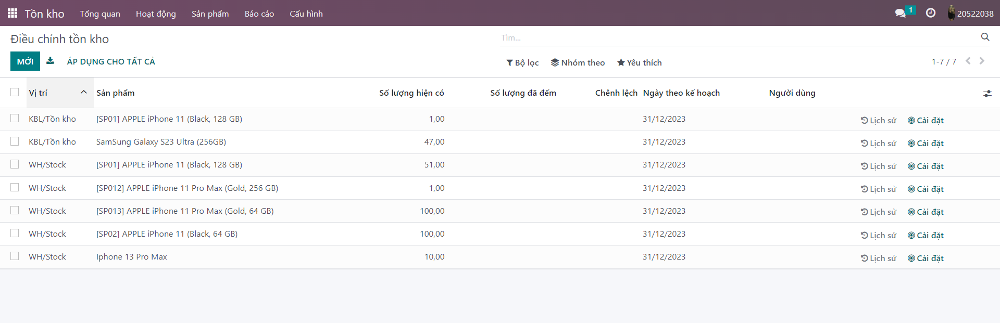 Tồn kho Tổng quan Hoạt động Sản phẩm Báo cáo Cấu hình 1 20522038
Điều chỉnh tồn kho Tìm...
MỚI ÁP DỤNG CHO TẤT CẢ Bộ lọc Nhóm theo Yêu thích 1-7 / 7
Vị trí Sản phẩm Số lượng hiện có Số lượng đã đếm Chênh lệch Ngày theo kế hoạch Người dùng
KBL/Tồn kho [SP01] APPLE iPhone 11 (Black, 128 GB) 1,00 31/12/2023 Lịch sử Cài đặt
KBL/Tồn kho SamSung Galaxy S23 Ultra (256GB) 47,00 31/12/2023 Lịch sử Cài đặt
WH/Stock [SP01] APPLE iPhone 11 (Black, 128 GB) 51,00 31/12/2023 Lịch sử Cài đặt
WH/Stock [SP012] APPLE iPhone 11 Pro Max (Gold, 256 GB) 1,00 31/12/2023 Lịch sử Cài đặt
WH/Stock [SP013] APPLE iPhone 11 Pro Max (Gold, 64 GB) 100,00 31/12/2023 Lịch sử Cài đặt
WH/Stock [SP02] APPLE iPhone 11 (Black, 64 GB) 100,00 31/12/2023 Lịch sử Cài đặt
WH/Stock Iphone 13 Pro Max 10,00 31/12/2023 Lịch sử Cài đặt